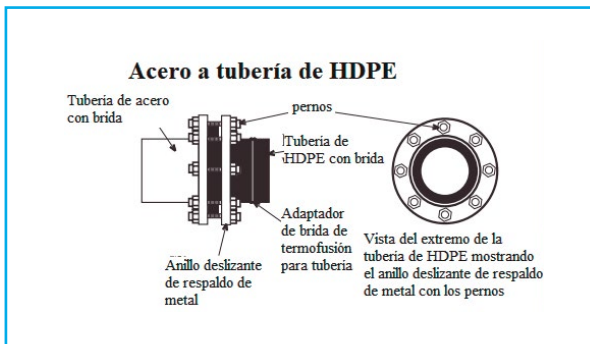 Acero a tubería de HDPE
Tubería de acero
con brida
pernos
Tubería de
HDPE con brida
Adaptador
de brida de
termofusión
para tubería
Anillo deslizante
de respaldo de
metal
Vista del extremo de la
tubería de HDPE mostrando
el anillo deslizante de respaldo
de metal con los pernos